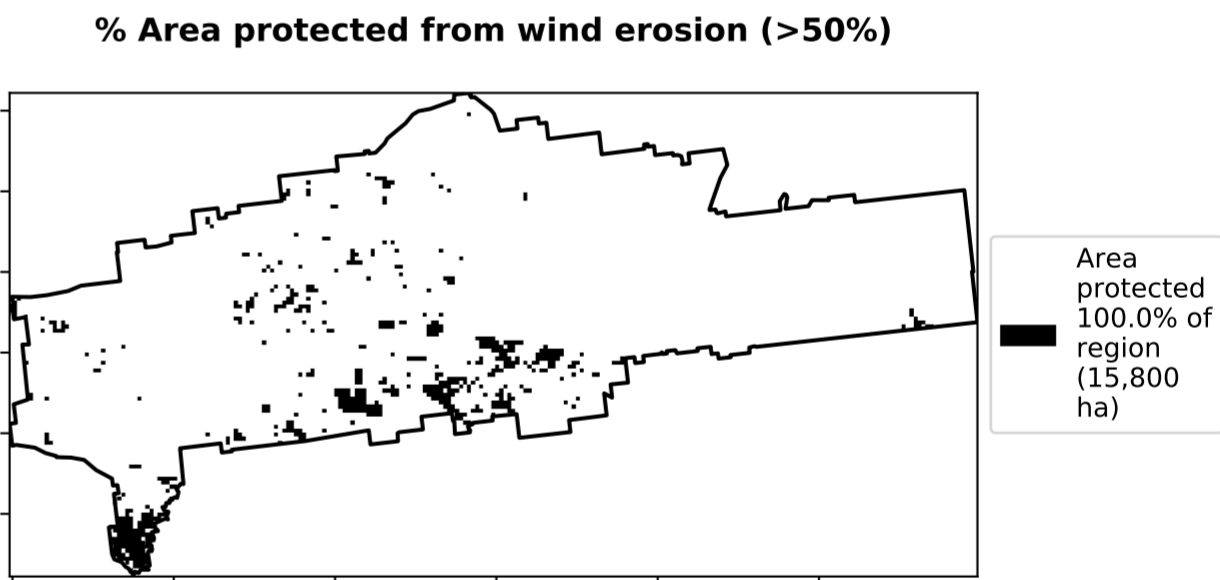 % Area protected from wind erosion (>50%)
Area
protected
100.0% of
region
(15,800
ha)